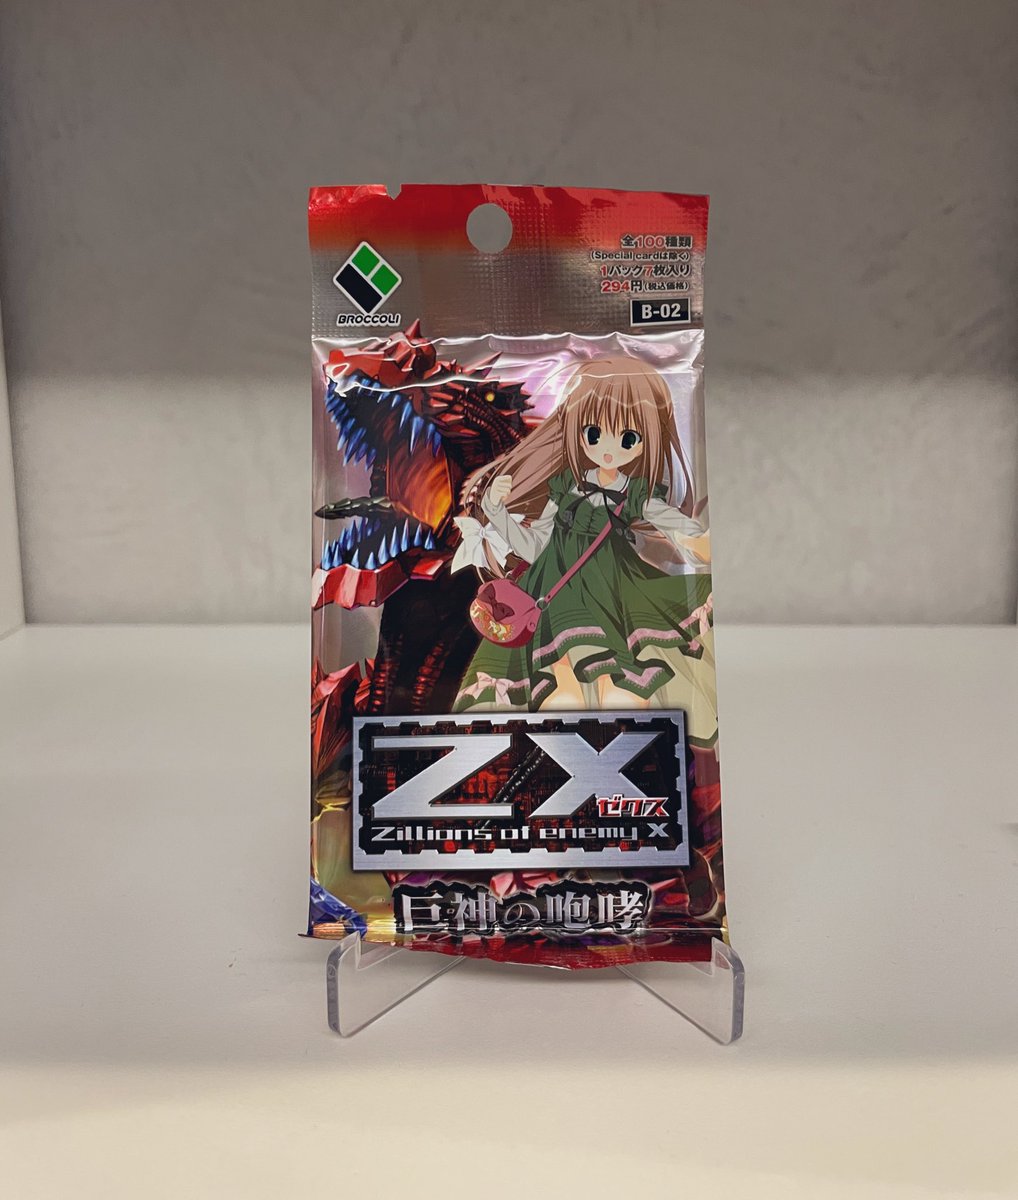 全100種類
(Special cardは除く)
1パック7枚入り
294円(税込価格)
B-02
BROCCOLI
ZX
ゼクス
Zillions of enemy X
巨神の咆哮